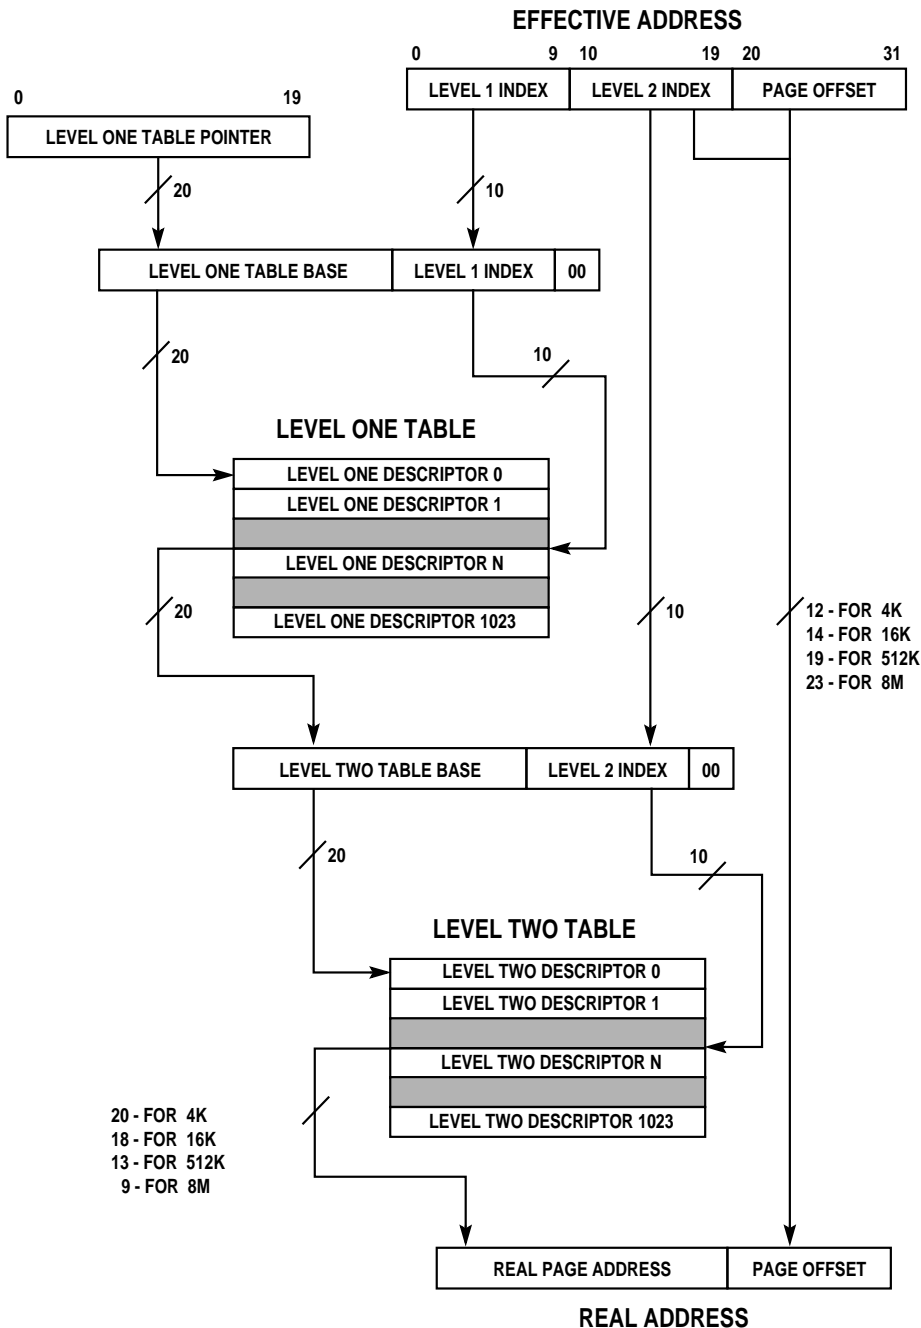 EFFECTIVE ADDRESS
0 9 10 19 20 31
LEVEL 1 INDEX LEVEL 2 INDEX PAGE OFFSET
0 19
LEVEL ONE TABLE POINTER
20 10
LEVEL ONE TABLE BASE LEVEL 1 INDEX 00
20 10
LEVEL ONE TABLE
LEVEL ONE DESCRIPTOR 0
LEVEL ONE DESCRIPTOR 1
LEVEL ONE DESCRIPTOR N
LEVEL ONE DESCRIPTOR 1023
20 10
12 - FOR 4K
14 - FOR 16K
19 - FOR 512K
23 - FOR 8M
LEVEL TWO TABLE BASE LEVEL 2 INDEX 00
20 10
LEVEL TWO TABLE
LEVEL TWO DESCRIPTOR 0
LEVEL TWO DESCRIPTOR 1
LEVEL TWO DESCRIPTOR N
LEVEL TWO DESCRIPTOR 1023
20 - FOR 4K
18 - FOR 16K
13 - FOR 512K
9 - FOR 8M
REAL PAGE ADDRESS PAGE OFFSET
REAL ADDRESS